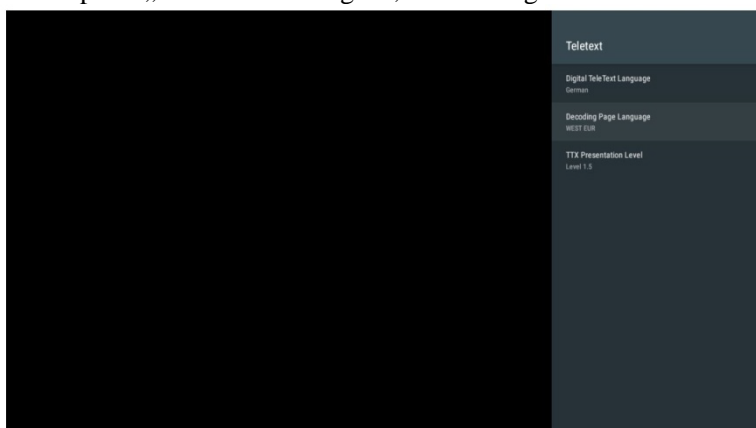 Teletext
Digital TeleText Language
German
Decoding Page Language
WEST EUR
TTX Presentation Level
Level 1.5